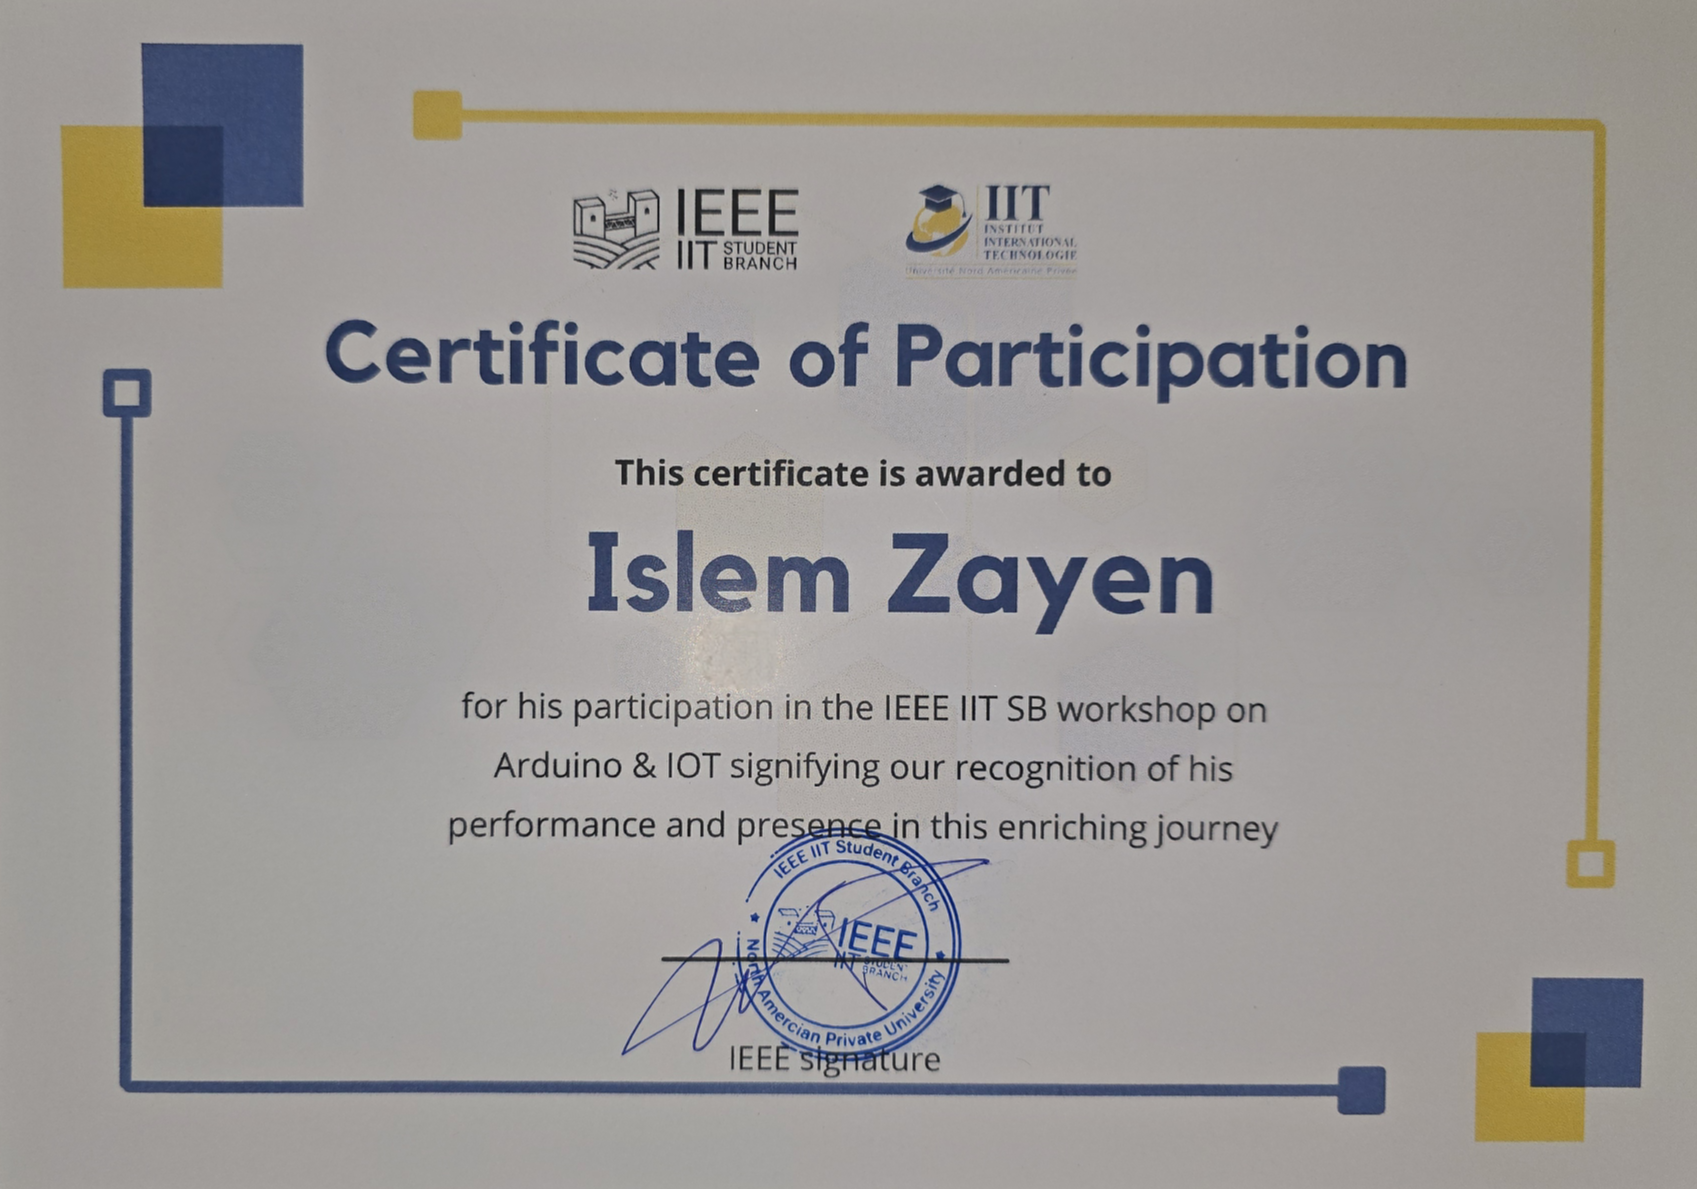 IEEE
IIT STUDENT
BRANCH
IIT
INSTITUT
INTERNATIONAL
TECHNOLOGIE
Université Nord Américaine Privée
Certificate of Participation
This certificate is awarded to
Islem Zayen
for his participation in the IEEE IIT SB workshop on
Arduino & IOT signifying our recognition of his
performance and presence in this enriching journey
IEEE IIT Student Branch
IEEE
IIT STUDENT
BRANCH
North Amercian Private University
IEEE signature